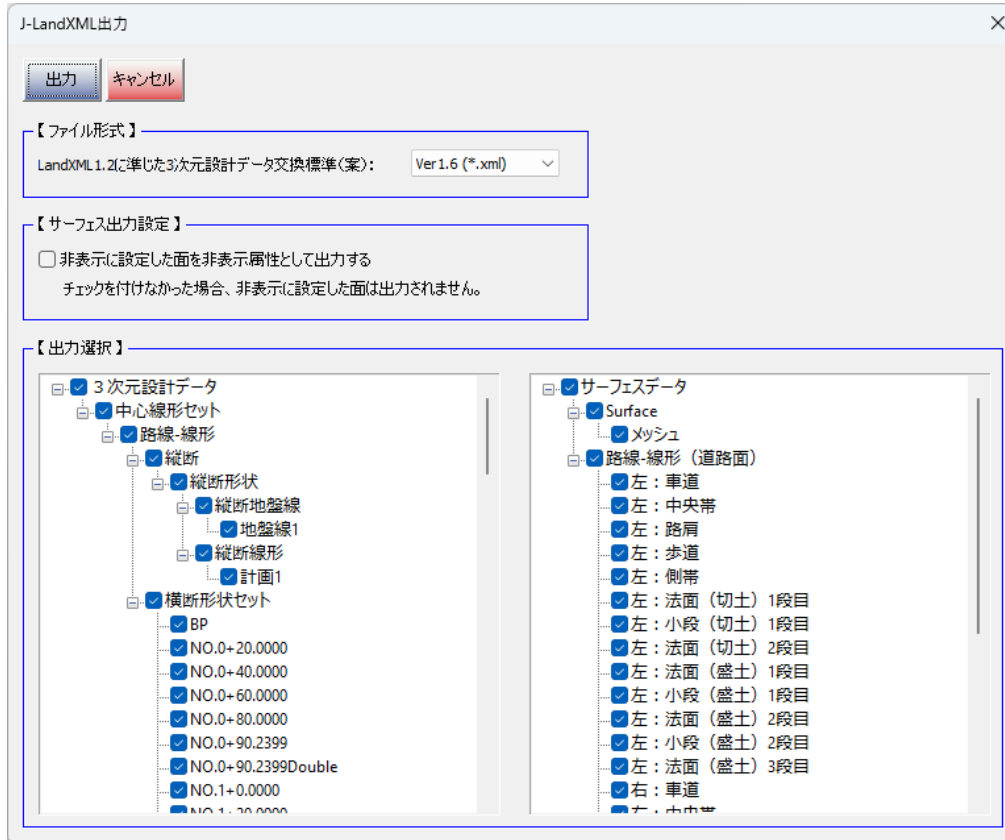 J-LandXML出力
出力 キャンセル
【ファイル形式】
LandXML1.2に準じた3次元設計データ交換標準(案): Ver1.6 (*.xml)
【サーフェス出力設定】
非表示に設定した面を非表示属性として出力する
チェックを付けなかった場合、非表示に設定した面は出力されません。
【出力選択】
3次元設計データ
中心線形セット
路線-線形
縦断
縦断形状
縦断地盤線
地盤線1
縦断線形
計画1
横断形状セット
BP
NO.0+20.0000
NO.0+40.0000
NO.0+60.0000
NO.0+80.0000
NO.0+90.2399
NO.0+90.2399Double
NO.1+0.0000
NO.1+20.0000
サーフェスデータ
Surface
メッシュ
路線-線形(道路面)
左:車道
左:中央帯
左:路肩
左:歩道
左:側帯
左:法面(切土)1段目
左:小段(切土)1段目
左:法面(切土)2段目
左:法面(盛土)1段目
左:小段(盛土)1段目
左:法面(盛土)2段目
左:小段(盛土)2段目
左:法面(盛土)3段目
右:車道
右:中央帯